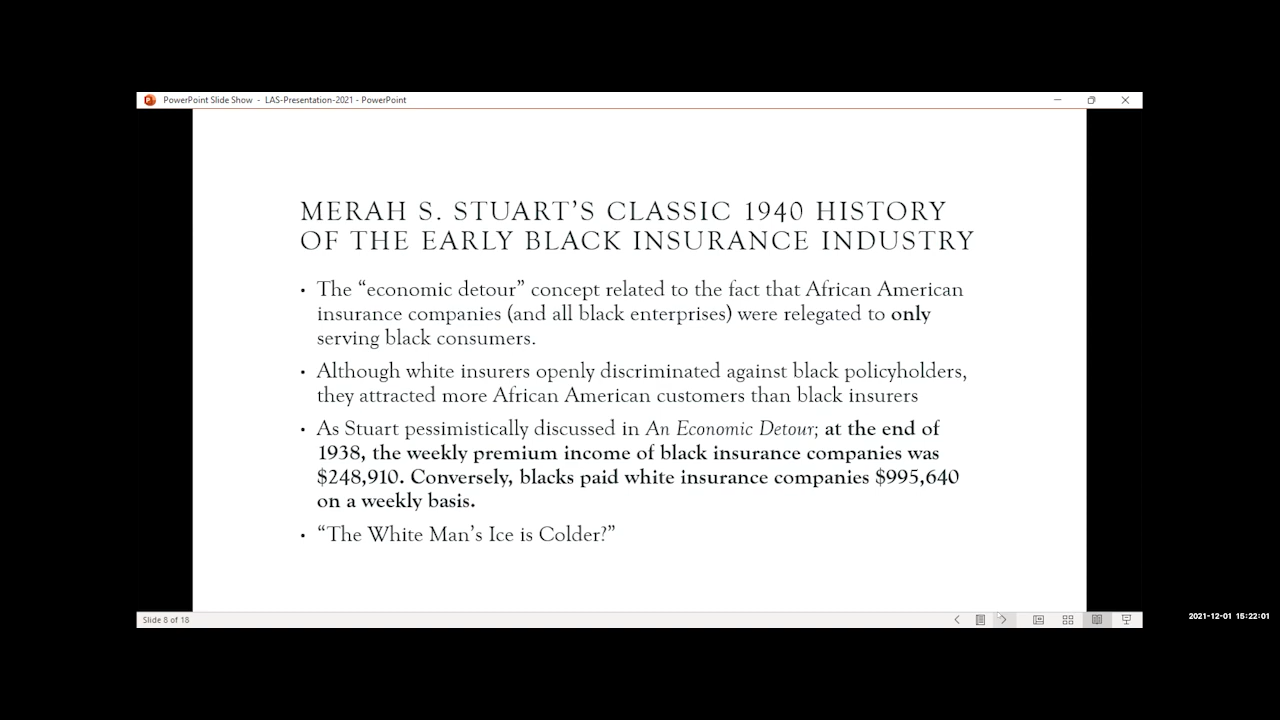 PowerPoint Slide Show - LAS-Presentation-2021 - PowerPoint
MERAH S. STUART’S CLASSIC 1940 HISTORY
OF THE EARLY BLACK INSURANCE INDUSTRY
• The “economic detour” concept related to the fact that African American
insurance companies (and all black enterprises) were relegated to only
serving black consumers.
• Although white insurers openly discriminated against black policyholders,
they attracted more African American customers than black insurers
• As Stuart pessimistically discussed in An Economic Detour; at the end of
1938, the weekly premium income of black insurance companies was
$248,910. Conversely, blacks paid white insurance companies $995,640
on a weekly basis.
• “The White Man’s Ice is Colder?”
Slide 8 of 18
2021-12-01 15:22:01